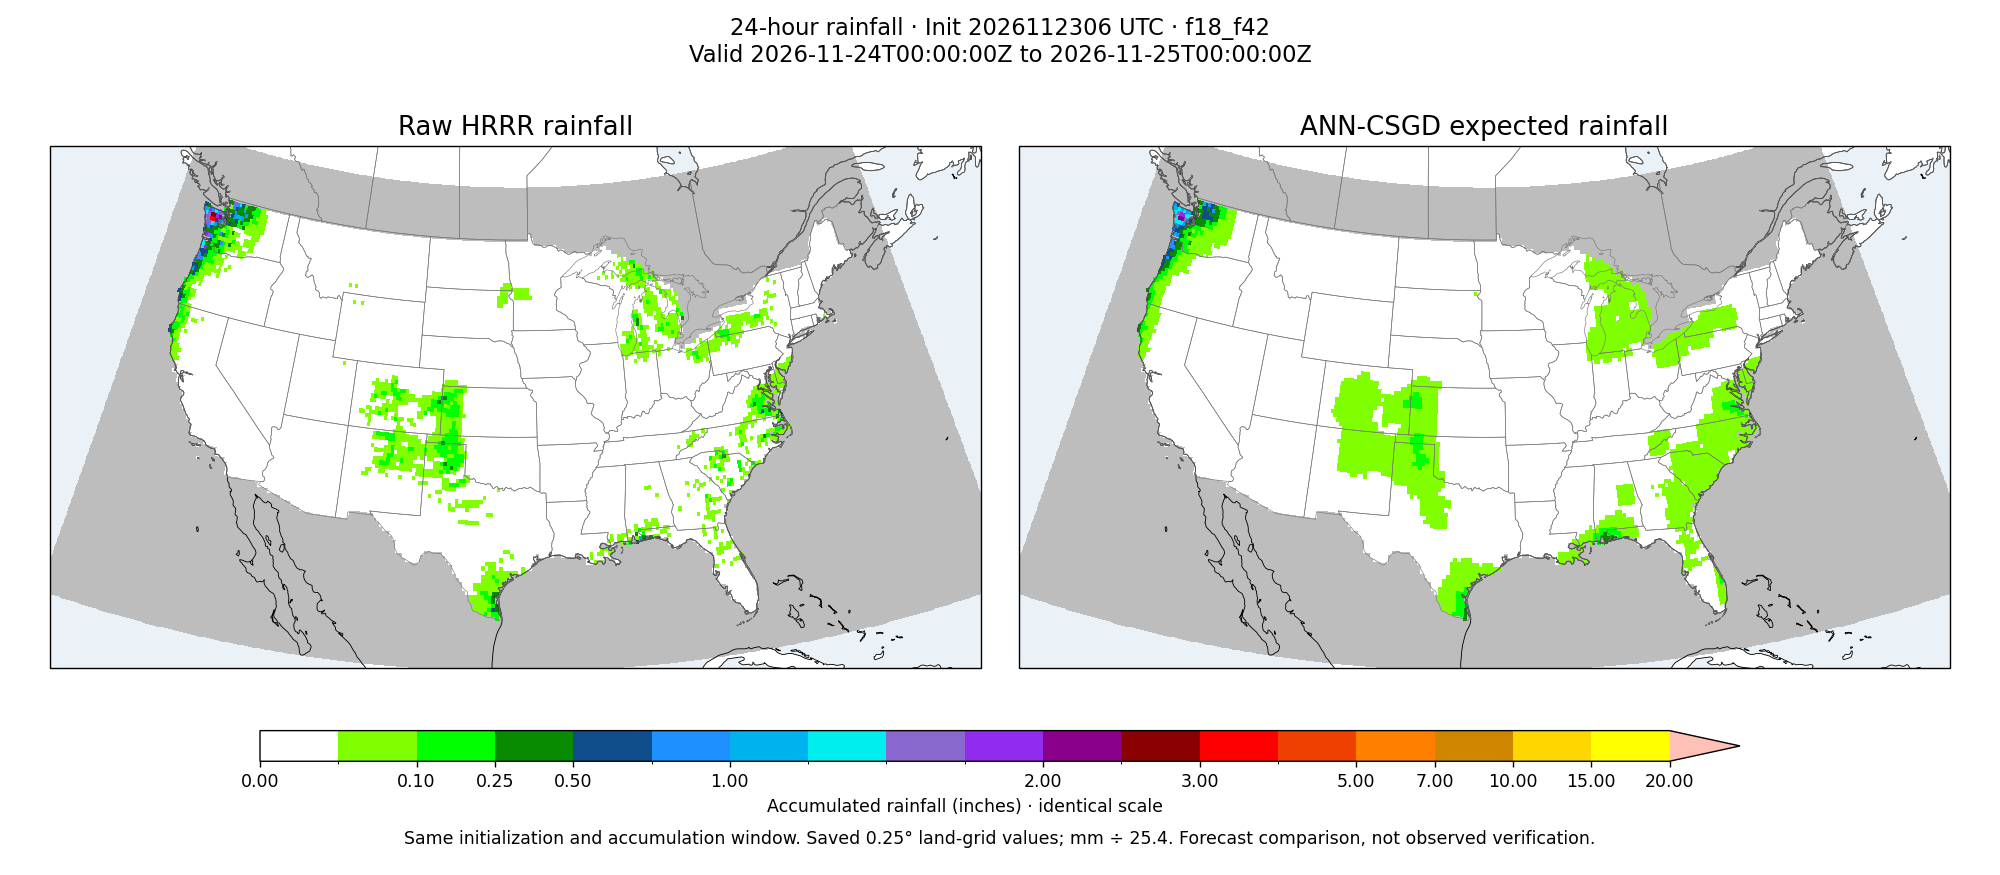 24-hour rainfall · Init 2026112306 UTC · f18_f42
Valid 2026-11-24T00:00:00Z to 2026-11-25T00:00:00Z
Raw HRRR rainfall
ANN-CSGD expected rainfall
0.00 0.10 0.25 0.50 1.00 2.00 3.00 5.00 7.00 10.00 15.00 20.00
Accumulated rainfall (inches) · identical scale
Same initialization and accumulation window. Saved 0.25° land-grid values; mm ÷ 25.4. Forecast comparison, not observed verification.